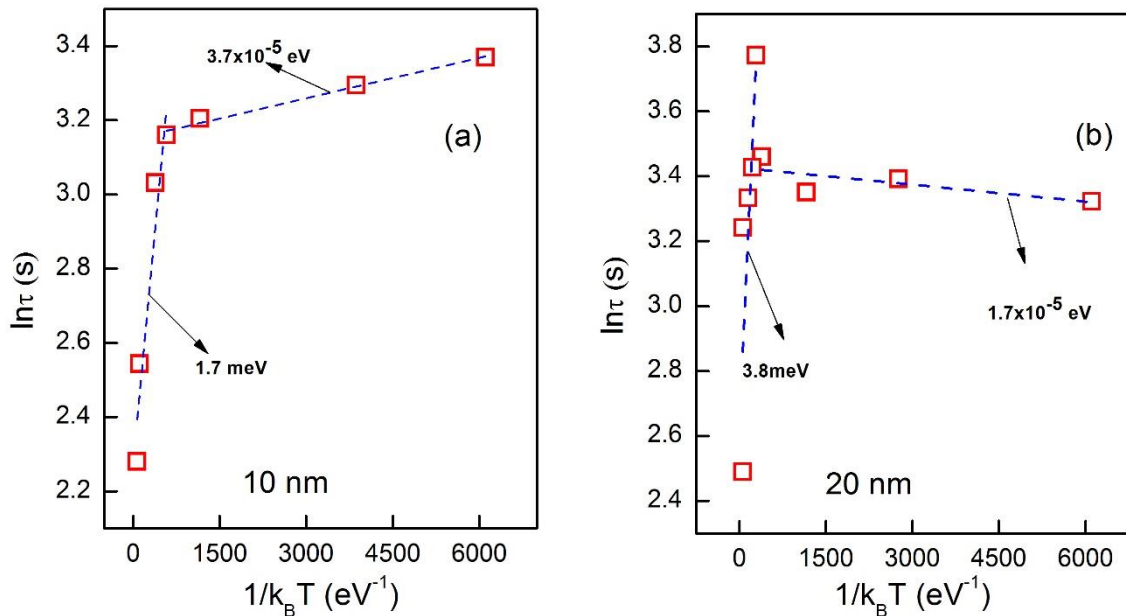 3.4
3.2
3.0
2.8
2.6
2.4
2.2
lnτ (s)
3.7x10⁻⁵ eV
(a)
1.7 meV
10 nm
0 1500 3000 4500 6000
1/k_BT (eV⁻¹)
3.8
3.6
3.4
3.2
3.0
2.8
2.6
2.4
lnτ (s)
(b)
1.7x10⁻⁵ eV
3.8meV
20 nm
0 1500 3000 4500 6000
1/k_BT (eV⁻¹)